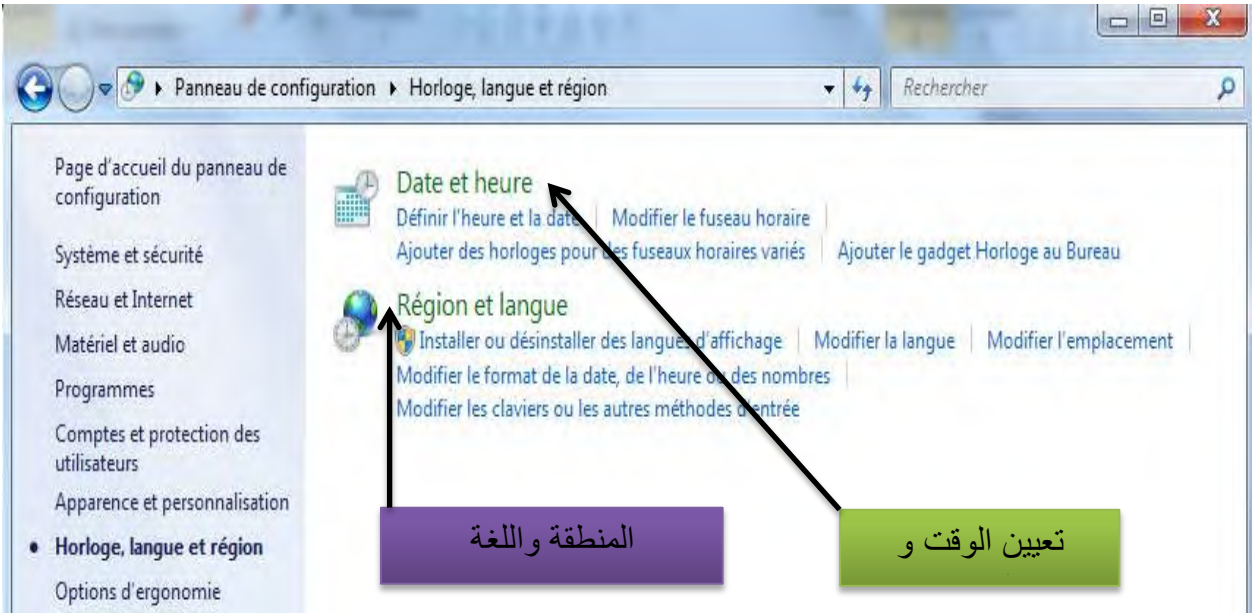 Panneau de configuration ▸ Horloge, langue et région
Rechercher
Page d'accueil du panneau de
configuration
Système et sécurité
Réseau et Internet
Matériel et audio
Programmes
Comptes et protection des
utilisateurs
Apparence et personnalisation
Horloge, langue et région
Options d'ergonomie
Date et heure
Définir l'heure et la date | Modifier le fuseau horaire
Ajouter des horloges pour des fuseaux horaires variés | Ajouter le gadget Horloge au Bureau
Région et langue
Installer ou désinstaller des langues d'affichage | Modifier la langue | Modifier l'emplacement
Modifier le format de la date, de l'heure ou des nombres
Modifier les claviers ou les autres méthodes d'entrée
المنطقة واللغة
تعيين الوقت و